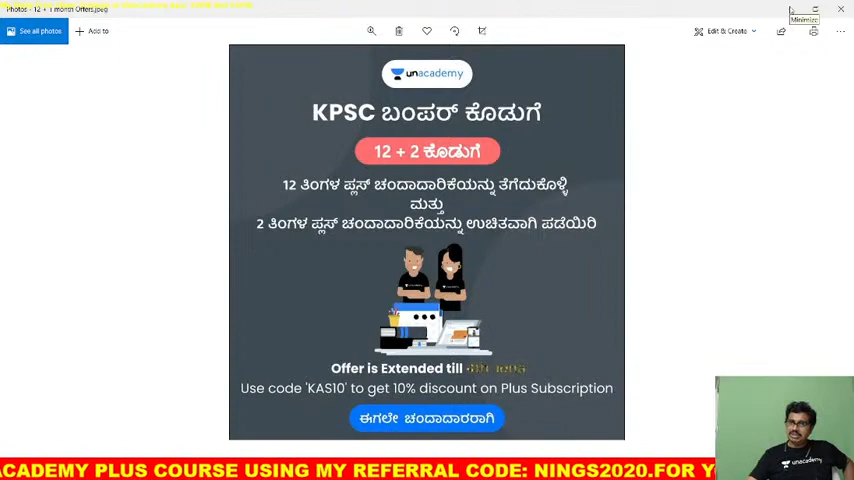 Photos - 12 + 1 month Offers.jpeg
Minimize
See all photos
Add to
Edit & Create
unacademy
KPSC ಬಂಪರ್ ಕೊಡುಗೆ
12 + 2 ಕೊಡುಗೆ
12 ತಿಂಗಳ ಪ್ಲಸ್ ಚಂದಾದಾರಿಕೆಯನ್ನು ತೆಗೆದುಕೊಳ್ಳಿ
ಮತ್ತು
2 ತಿಂಗಳ ಪ್ಲಸ್ ಚಂದಾದಾರಿಕೆಯನ್ನು ಉಚಿತವಾಗಿ ಪಡೆಯಿರಿ
Offer is Extended till
Use code 'KAS10' to get 10% discount on Plus Subscription
ಈಗಲೇ ಚಂದಾದಾರರಾಗಿ
unacademy
ACADEMY PLUS COURSE USING MY REFERRAL CODE: NINGS2020.FOR